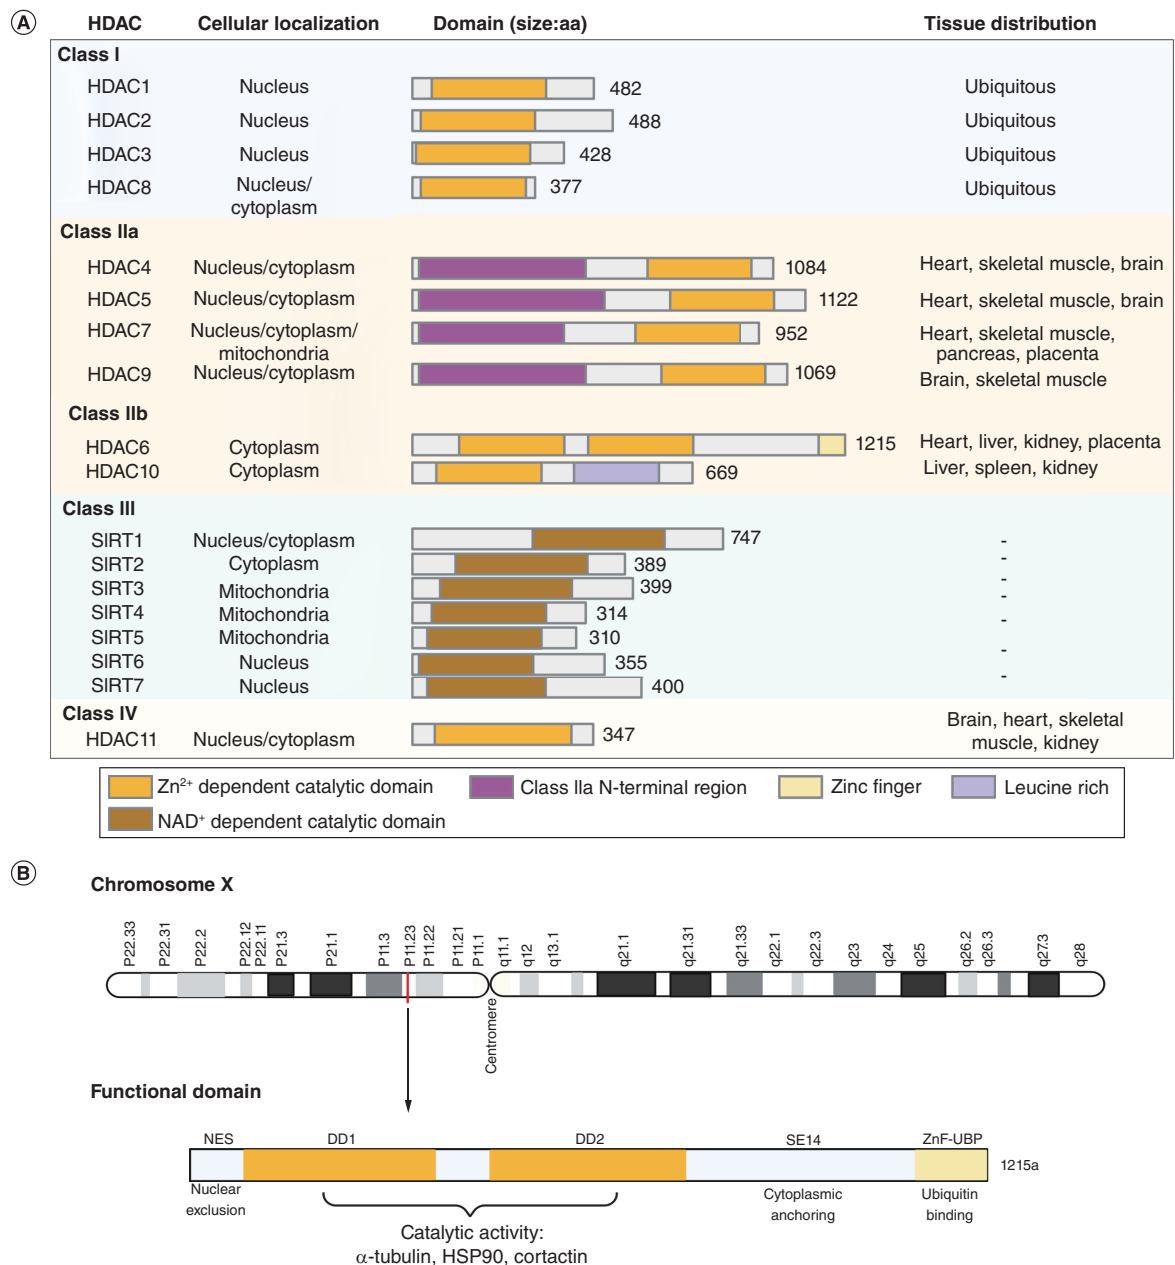 A
HDAC Cellular localization Domain (size:aa) Tissue distribution
Class I
HDAC1 Nucleus 482 Ubiquitous
HDAC2 Nucleus 488 Ubiquitous
HDAC3 Nucleus 428 Ubiquitous
HDAC8 Nucleus/ 377 Ubiquitous
cytoplasm
Class IIa
HDAC4 Nucleus/cytoplasm 1084 Heart, skeletal muscle, brain
HDAC5 Nucleus/cytoplasm 1122 Heart, skeletal muscle, brain
HDAC7 Nucleus/cytoplasm/ 952 Heart, skeletal muscle,
mitochondria pancreas, placenta
HDAC9 Nucleus/cytoplasm 1069 Brain, skeletal muscle
Class IIb
HDAC6 Cytoplasm 1215 Heart, liver, kidney, placenta
HDAC10 Cytoplasm 669 Liver, spleen, kidney
Class III
SIRT1 Nucleus/cytoplasm 747 -
SIRT2 Cytoplasm 389 -
SIRT3 Mitochondria 399 -
SIRT4 Mitochondria 314 -
SIRT5 Mitochondria 310 -
SIRT6 Nucleus 355 -
SIRT7 Nucleus 400 -
Class IV
HDAC11 Nucleus/cytoplasm 347 Brain, heart, skeletal
muscle, kidney
Zn2+ dependent catalytic domain Class IIa N-terminal region Zinc finger Leucine rich
NAD+ dependent catalytic domain
B
Chromosome X
P22.33 P22.31 P22.2 P22.12 P22.11 P21.3 P21.1 P11.3 P11.23 P11.22 P11.21 P11.1 q11.1 q12 q13.1 q21.1 q21.31 q21.33 q22.1 q22.3 q23 q24 q25 q26.2 q26.3 q27.3 q28
Centromere
Functional domain
NES DD1 DD2 SE14 ZnF-UBP
1215a
Nuclear Cytoplasmic Ubiquitin
exclusion anchoring binding
Catalytic activity:
α-tubulin, HSP90, cortactin